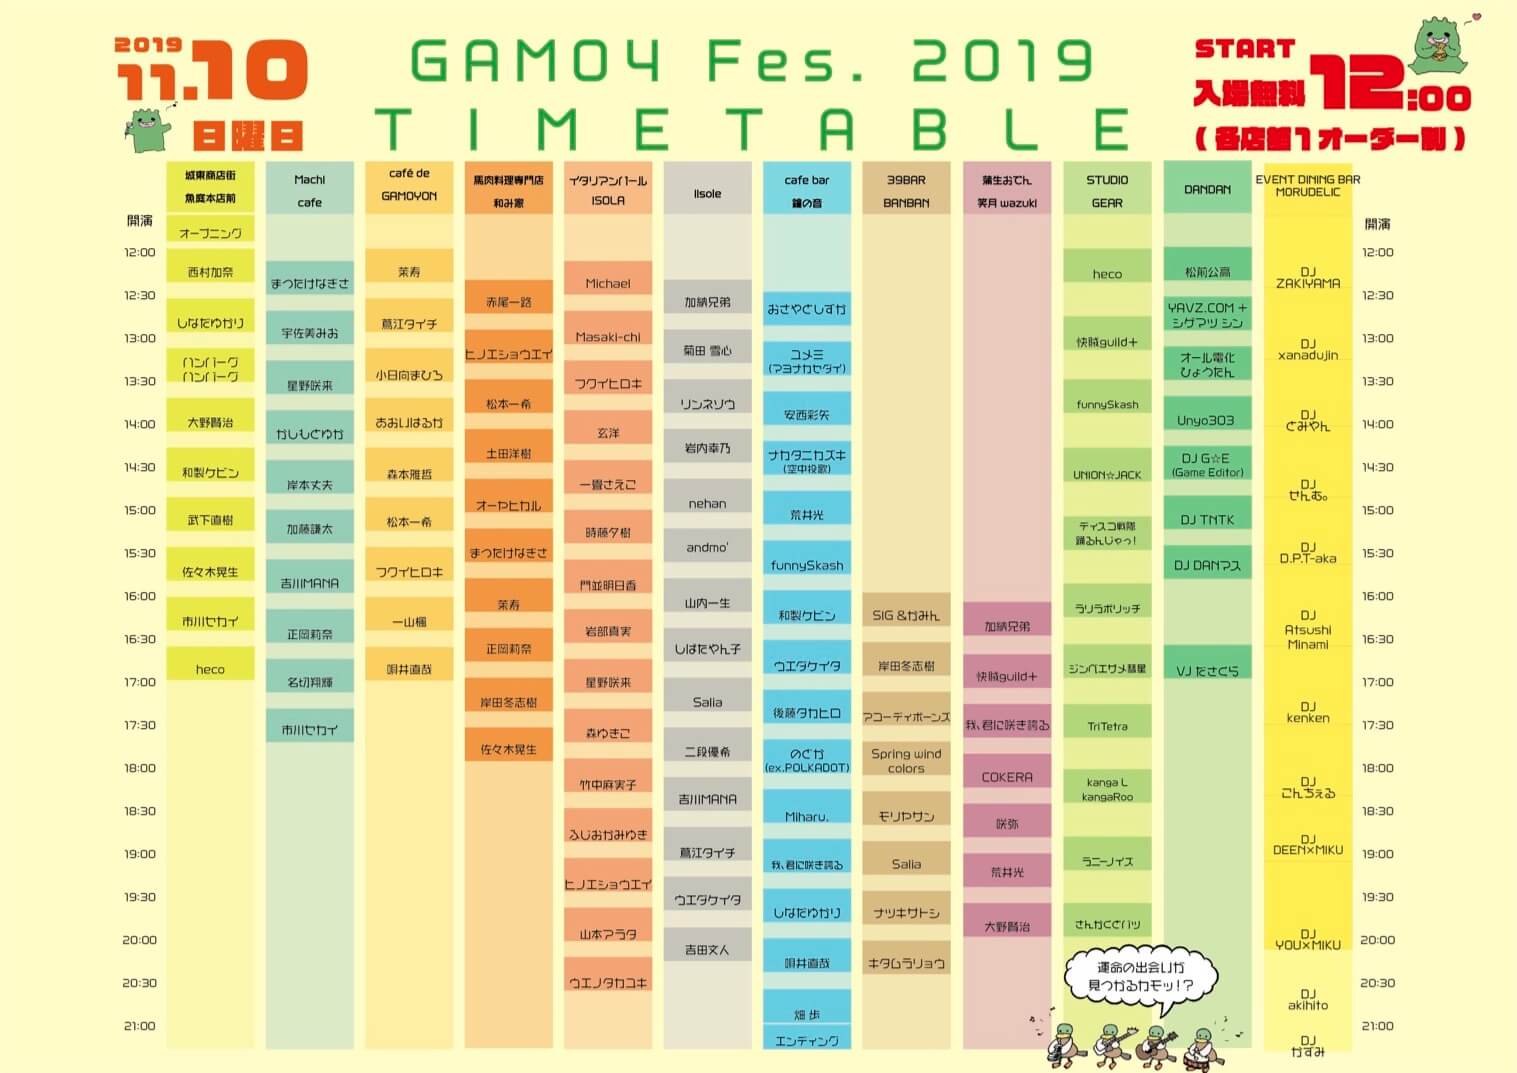 2019
11.10
日曜日
GAMO4 Fes. 2019
TIMETABLE
START
入場無料
12:00
(各店舗1オーダー制)
開演
12:00
12:30
13:00
13:30
14:00
14:30
15:00
15:30
16:00
16:30
17:00
17:30
18:00
18:30
19:00
19:30
20:00
20:30
21:00
城東商店街
魚庭本店前
オープニング
西村加奈
しなだゆかり
ハンバーグ
ハンバーグ
大野賢治
和製ケビン
武下直樹
佐々木晃生
市川セカイ
heco
Machi
cafe
まつたけなぎさ
宇佐美みお
星野咲来
かしもとゆか
岸本丈夫
加藤謙太
吉川MANA
正岡莉奈
名切翔輝
市川セカイ
café de
GAMOYON
茉寿
蔦江タイチ
小日向まひろ
あおいはるか
森本雅哲
松本一希
フクイヒロキ
一山楓
唄井直哉
馬肉料理専門店
和み家
赤尾一路
ヒノエショウエイ
松本一希
土田洋樹
オーヤヒカル
まつたけなぎさ
茉寿
正岡莉奈
岸田冬志樹
佐々木晃生
イタリアンバール
ISOLA
Michael
Masaki-chi
フクイヒロキ
玄洋
一畳さえこ
時藤夕樹
門並明日香
岩部真実
星野咲来
森ゆきこ
竹中麻実子
ふじおかみゆき
ヒノエショウエイ
山本アラタ
ウエノタカユキ
Ilsole
加納兄弟
菊田 雪心
リンネソウ
岩内幸乃
nehan
andmo'
山内一生
しばたやん子
Salia
二段優希
吉川MANA
蔦江タイチ
ウエダケイタ
吉田文人
cafe bar
鐘の音
おさやとしずか
ユメミ
(マヨナカセダイ)
安西彩矢
ナカタニカズキ
(空中投歌)
荒井光
funnySkash
和製ケビン
ウエダケイタ
後藤タカヒロ
のどか
(ex.POLKADOT)
Miharu.
我、君に咲き誇る
しなだゆかり
唄井直哉
畑 歩
エンディング
39BAR
BANBAN
SIG &かみん
岸田冬志樹
アコーディボーンズ
Spring wind
colors
モリヤサン
Salia
ナツキサトシ
キタムラリョウ
蒲生おでん
笑月 wazuki
加納兄弟
快賊guild+
我、君に咲き誇る
COKERA
咲弥
荒井光
大野賢治
STUDIO
GEAR
heco
快賊guild+
funnySkash
UNION☆JACK
ディスコ戦隊
踊るんじゃっ!
ラリラボリッチ
ジンベエサメ彗星
TriTetra
kanga L
kangaRoo
ラニーノイズ
さんかくとバツ
DANDAN
松前公高
YAVZ.COM +
シゲマツ シン
オール電化
ひょうたん
Unyo303
DJ G☆E
(Game Editor)
DJ TNTK
DJ DANマス
VJ ださくら
EVENT DINING BAR
MORUDELIC
DJ
ZAKIYAMA
DJ
xanadujin
DJ
とみやん
DJ
せんむ。
DJ
D.P.T-aka
DJ
Atsushi
Minami
DJ
kenken
DJ
こんちぇる
DJ
DEEN×MIKU
DJ
YOU×MIKU
DJ
akihito
DJ
かすみ
開演
12:00
12:30
13:00
13:30
14:00
14:30
15:00
15:30
16:00
16:30
17:00
17:30
18:00
18:30
19:00
19:30
20:00
20:30
21:00
運命の出会いが
見つかるカモッ!?